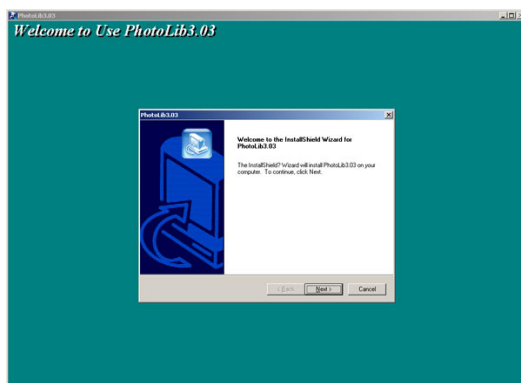 PhotoLib3.03
Welcome to Use PhotoLib3.03
PhotoLib3.03
Welcome to the InstallShield Wizard for
PhotoLib3.03
The InstallShield? Wizard will install PhotoLib3.03 on your
computer. To continue, click Next.
< Back
Next >
Cancel